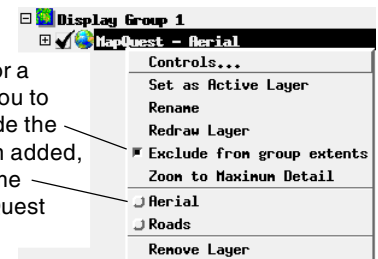 Display Group 1
MapQuest - Aerial
Controls...
or a
Set as Active Layer
ou to
Rename
de the
Redraw Layer
n added,
Exclude from group extents
Zoom to Maximum Detail
ne
Aerial
uest
Roads
Remove Layer